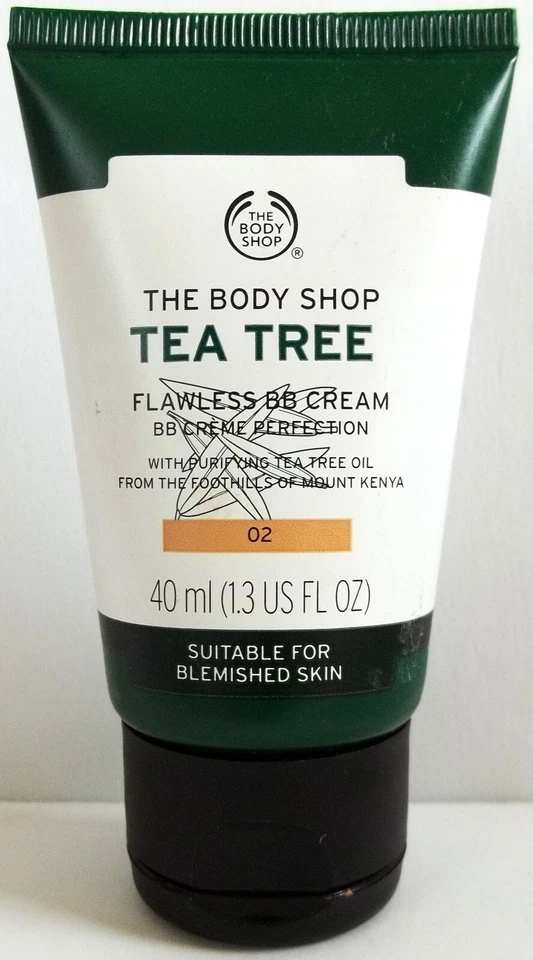 THE
BODY
SHOP
®
THE BODY SHOP
TEA TREE
FLAWLESS BB CREAM
BB CRÈME PERFECTION
WITH PURIFYING TEA TREE OIL
FROM THE FOOTHILLS OF MOUNT KENYA
02
40 ml (1.3 US FL OZ)
SUITABLE FOR
BLEMISHED SKIN